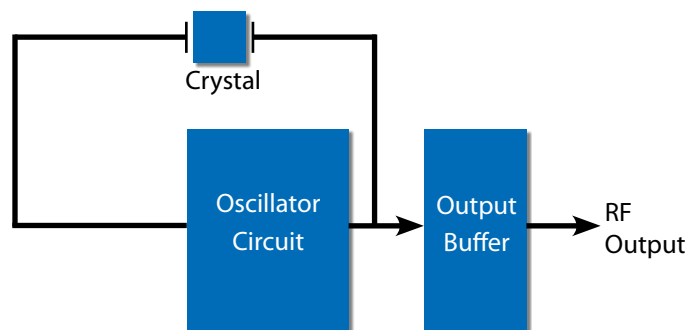 Crystal
Oscillator
Circuit
Output
Buffer
RF
Output